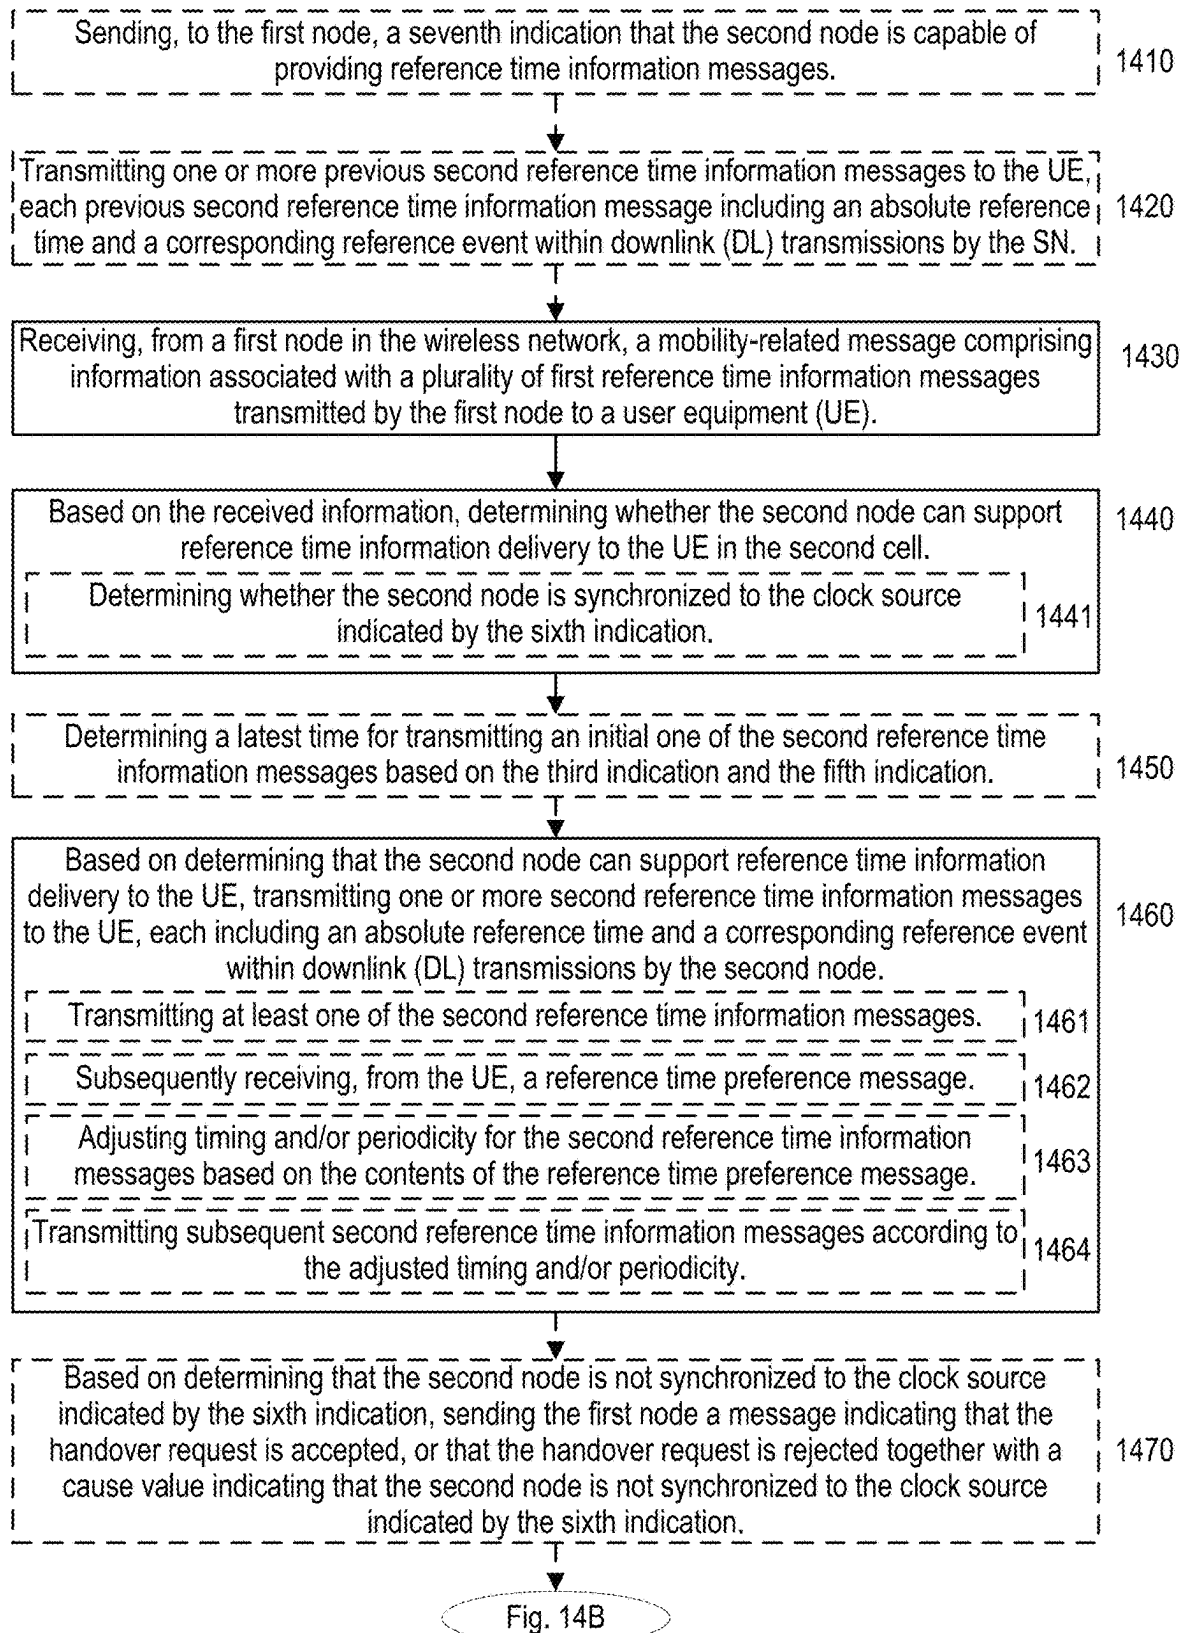 Sending, to the first node, a seventh indication that the second node is capable of
providing reference time information messages.
1410
Transmitting one or more previous second reference time information messages to the UE,
each previous second reference time information message including an absolute reference
time and a corresponding reference event within downlink (DL) transmissions by the SN.
1420
Receiving, from a first node in the wireless network, a mobility-related message comprising
information associated with a plurality of first reference time information messages
transmitted by the first node to a user equipment (UE).
1430
Based on the received information, determining whether the second node can support
reference time information delivery to the UE in the second cell.
1440
Determining whether the second node is synchronized to the clock source
indicated by the sixth indication.
1441
Determining a latest time for transmitting an initial one of the second reference time
information messages based on the third indication and the fifth indication.
1450
Based on determining that the second node can support reference time information
delivery to the UE, transmitting one or more second reference time information messages
to the UE, each including an absolute reference time and a corresponding reference event
within downlink (DL) transmissions by the second node.
1460
Transmitting at least one of the second reference time information messages.
1461
Subsequently receiving, from the UE, a reference time preference message.
1462
Adjusting timing and/or periodicity for the second reference time information
messages based on the contents of the reference time preference message.
1463
Transmitting subsequent second reference time information messages according to
the adjusted timing and/or periodicity.
1464
Based on determining that the second node is not synchronized to the clock source
indicated by the sixth indication, sending the first node a message indicating that the
handover request is accepted, or that the handover request is rejected together with a
cause value indicating that the second node is not synchronized to the clock source
indicated by the sixth indication.
1470
Fig. 14B